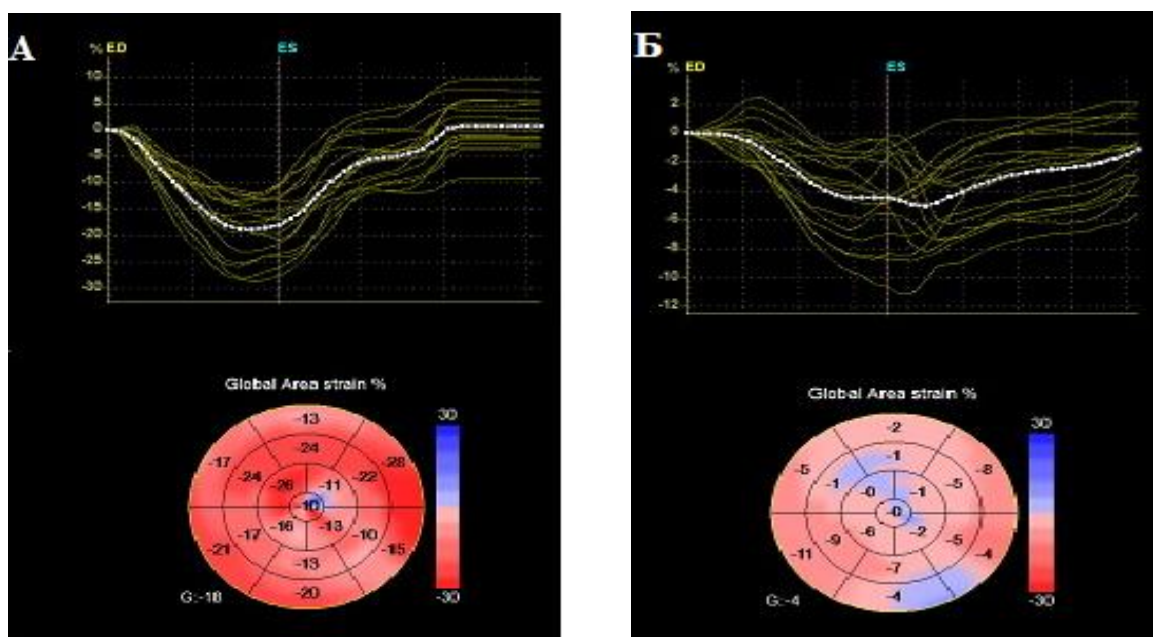 А
% ED ES
10
5
0
-5
-10
-15
-20
-25
-30
Global Area strain %
30
-13
-17 -24 -28
-24 -22
-26 -11
-10
-16 -13
-17 -10
-21 -13 -15
-20
G:-18
-30
Б
% ED ES
2
0
-2
-4
-6
-8
-10
-12
Global Area strain %
30
-2
-5 -1 -8
-1 -5
-0 -1
-0
-6 -2
-9 -5
-11 -7 -4
-4
G:-4
-30